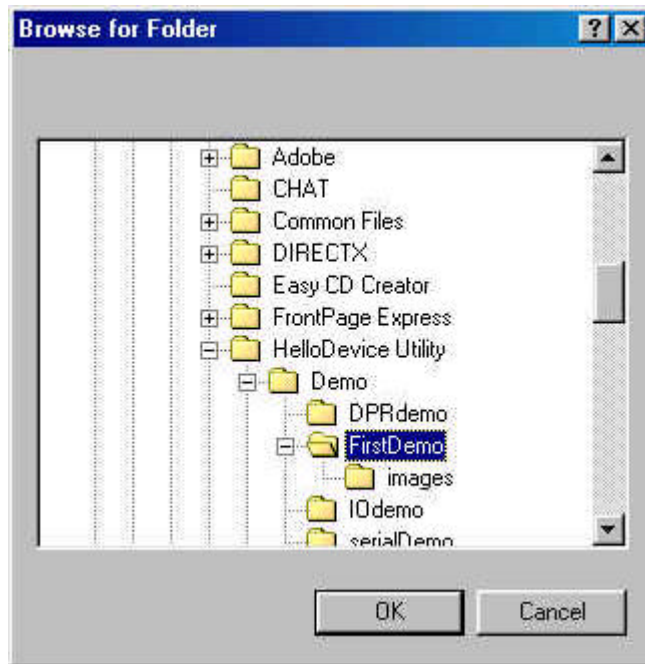 Browse for Folder
Adobe
CHAT
Common Files
DIRECTX
Easy CD Creator
FrontPage Express
HelloDevice Utility
Demo
DPRdemo
FirstDemo
images
IOdemo
serialDemo
OK
Cancel